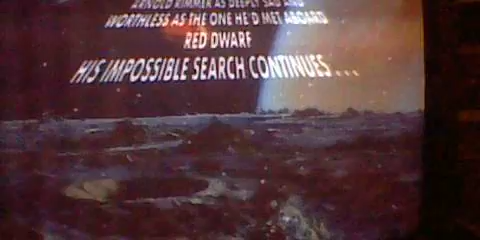 ARNOLD RIMMER AS DEEPLY SAD AND
WORTHLESS AS THE ONE HE'D MET ABOARD
RED DWARF
HIS IMPOSSIBLE SEARCH CONTINUES...